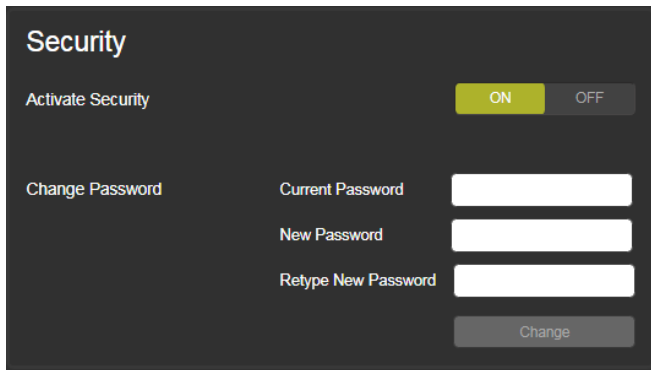 Security
Activate Security ON OFF
Change Password Current Password
New Password
Retype New Password
Change